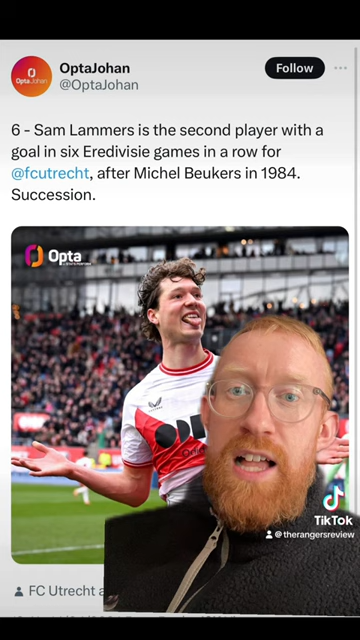 OptaJohan
@OptaJohan
Follow
6 - Sam Lammers is the second player with a
goal in six Eredivisie games in a row for
@fcutrecht, after Michel Beukers in 1984.
Succession.
Opta
TikTok
@therangersreview
FC Utrecht